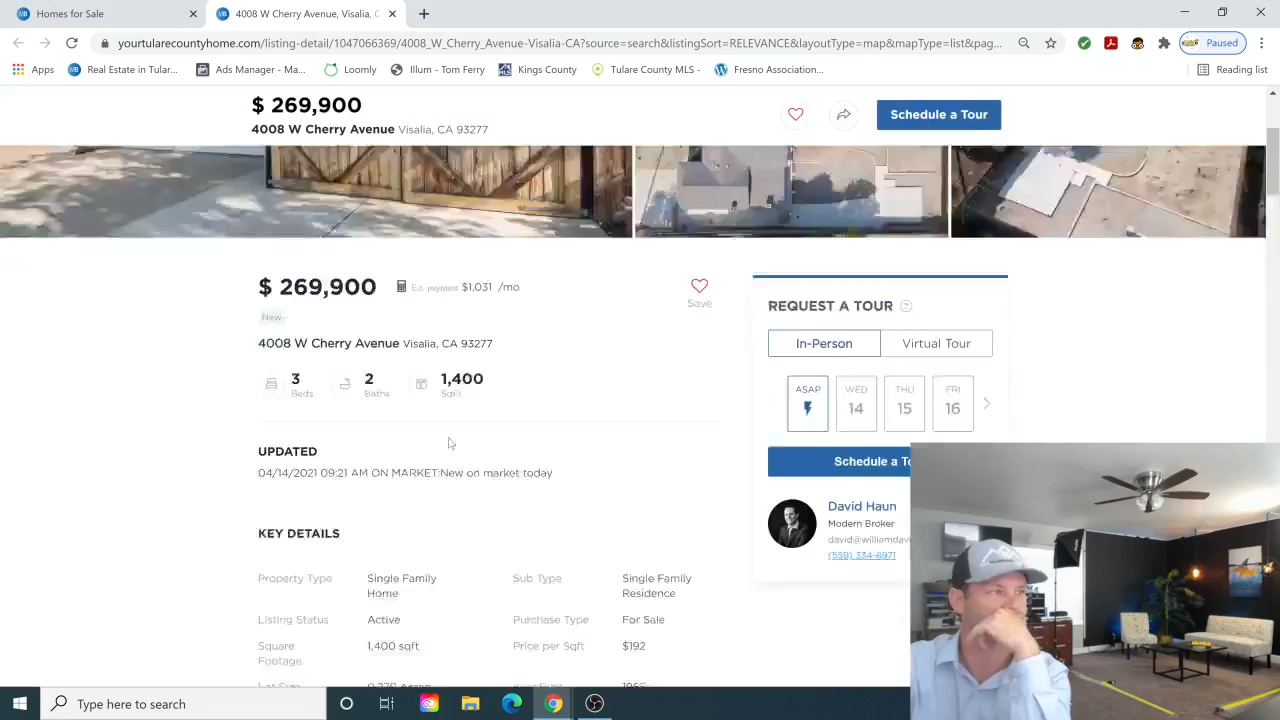 Homes for Sale
4008 W Cherry Avenue, Visalia, C
yourtularecountyhome.com/listing-detail/1047066369/4008_W_Cherry_Avenue-Visalia-CA?source=search&listingSort=RELEVANCE&layoutType=map&mapType=list&pag...
Paused
Apps
Real Estate in Tular...
Ads Manager - Ma...
Loomly
Illum - Tom Ferry
Kings County
Tulare County MLS -
Fresno Association...
Reading list
$ 269,900
4008 W Cherry Avenue Visalia, CA 93277
Schedule a Tour
$ 269,900
Est. payment $1,031 /mo
Save
New
4008 W Cherry Avenue Visalia, CA 93277
3
Beds
2
Baths
1,400
SqFt
UPDATED
04/14/2021 09:21 AM ON MARKET:New on market today
KEY DETAILS
Property Type
Single Family
Home
Sub Type
Single Family
Residence
Listing Status
Active
Purchase Type
For Sale
Square
Footage
1,400 sqft
Price per Sqft
$192
REQUEST A TOUR
In-Person
Virtual Tour
ASAP
WED
14
THU
15
FRI
16
Schedule a To
David Haun
Modern Broker
david@williamdavi
(559) 334-8971
Type here to search